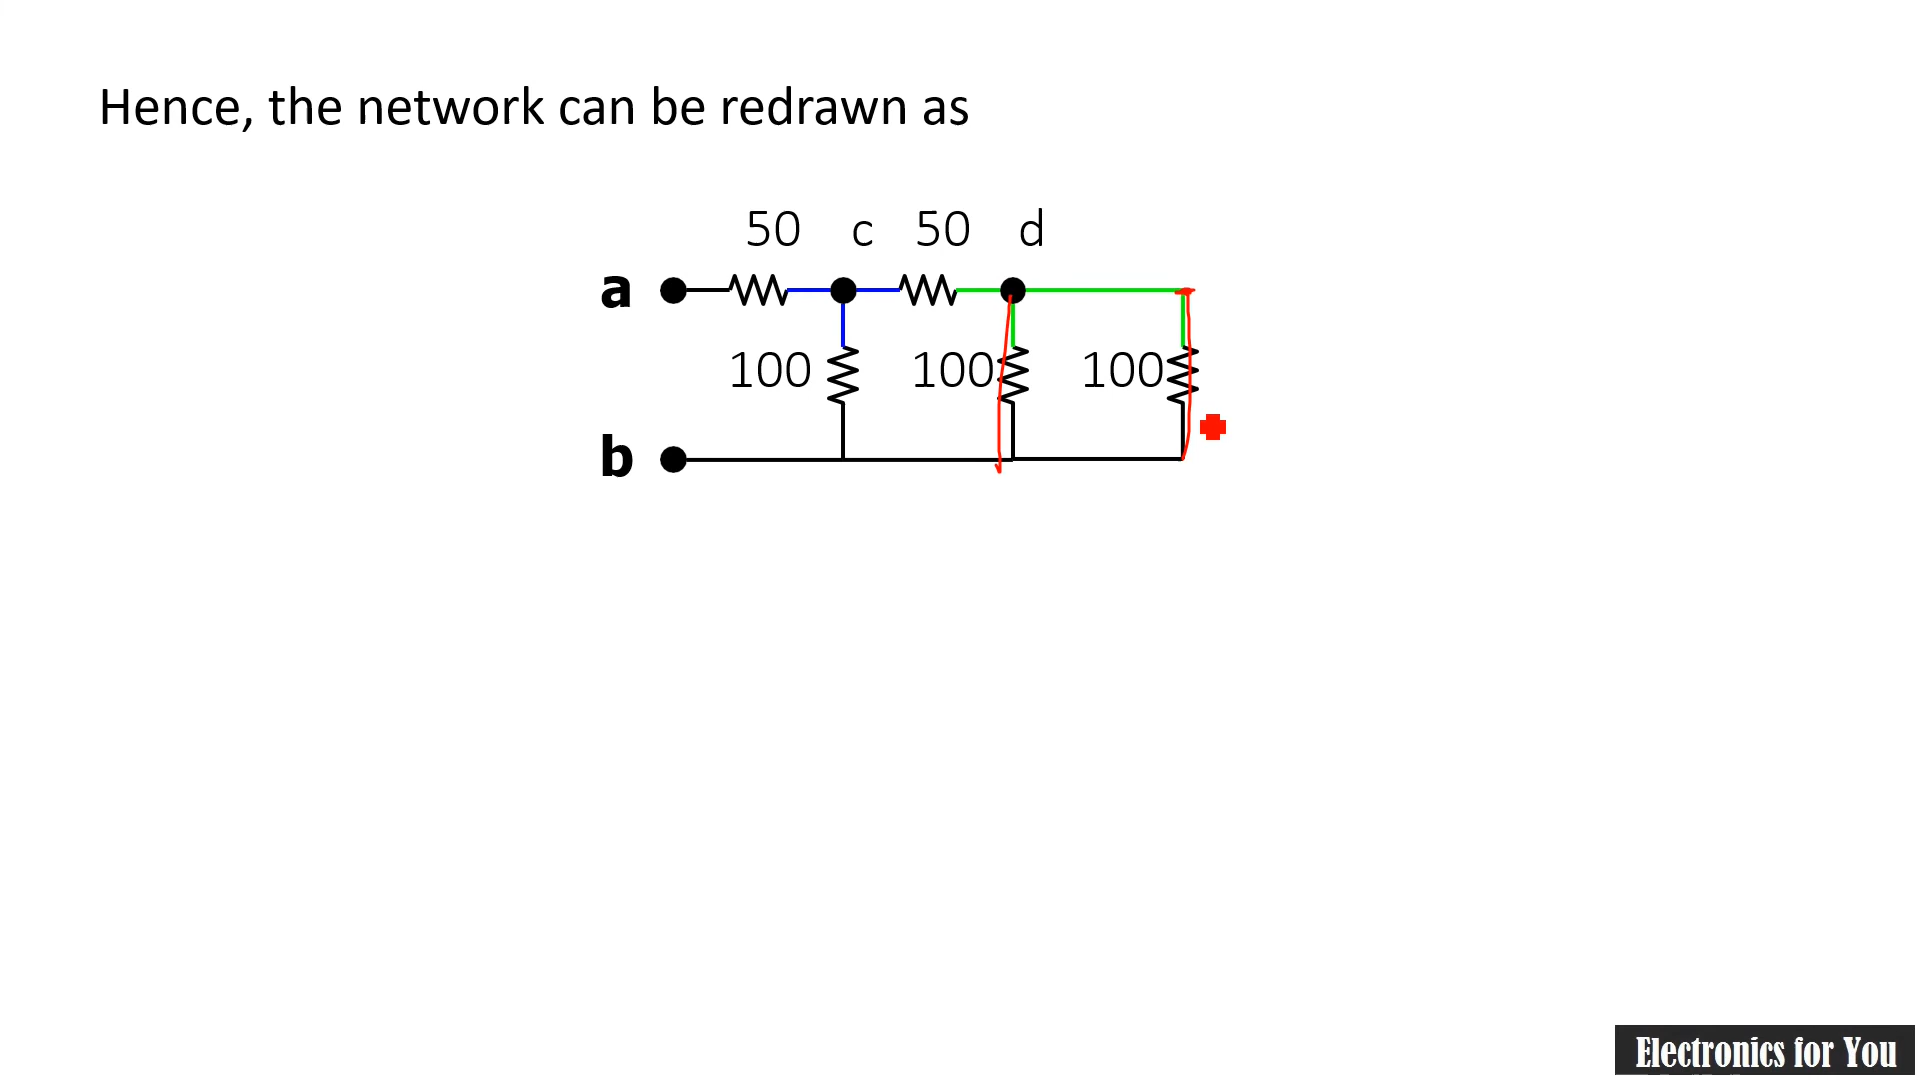 Hence, the network can be redrawn as
50 c 50 d
a
100 100 100
b
Electronics for You